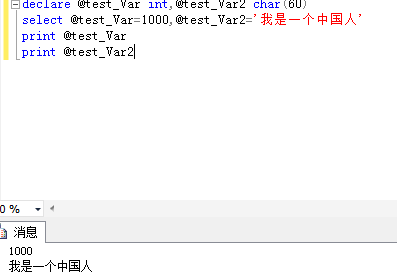 declare @test_Var int,@test_Var2 char(60)
select @test_Var=1000,@test_Var2='我是一个中国人'
print @test_Var
print @test_Var2
0 %
消息
1000
我是一个中国人